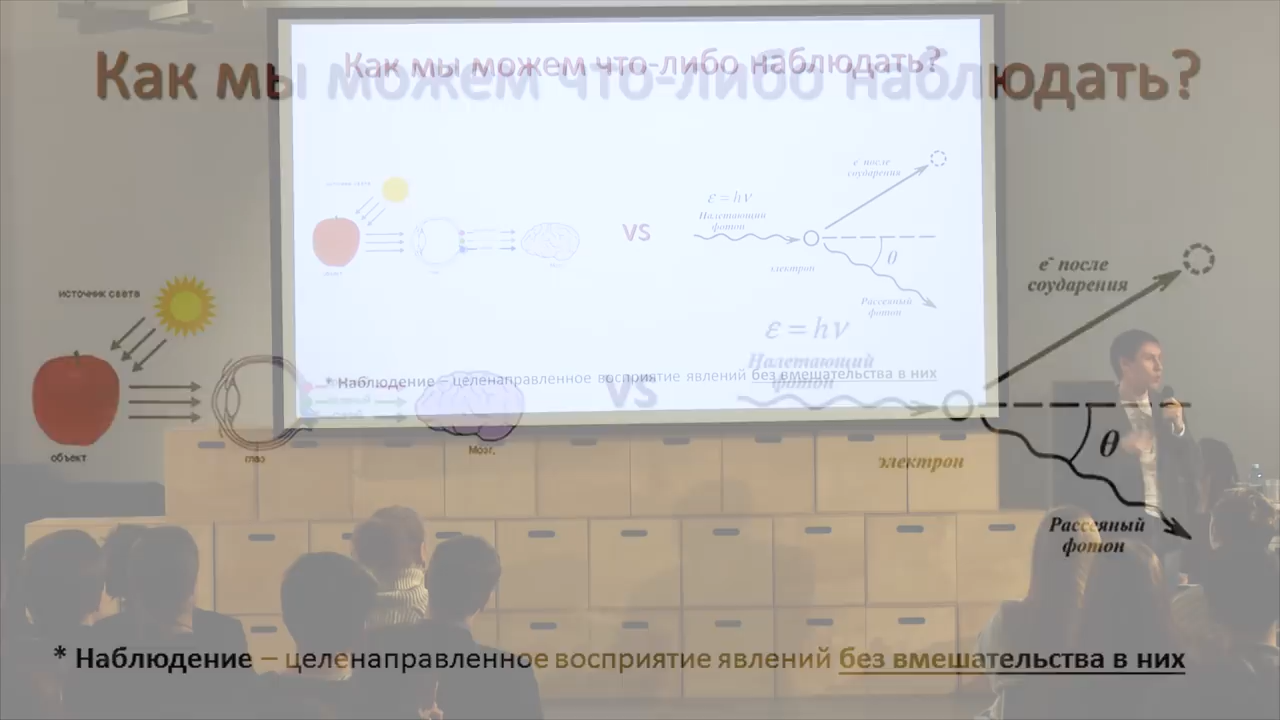 Как мы можем что-либо наблюдать?
Как мы можем что-либо наблюдать?
e после
соударения
ε = hν
Налетающий
фотон
VS
электрон
θ
Рассеяный
фотон
* Наблюдение – целенаправленное восприятие явлений без вмешательства в них
источник света
объект
глаз
Мозг.
VS
ε = hν
Налетающий
фотон
e⁻ после
соударения
электрон
θ
Рассеяный
фотон
* Наблюдение – целенаправленное восприятие явлений без вмешательства в них